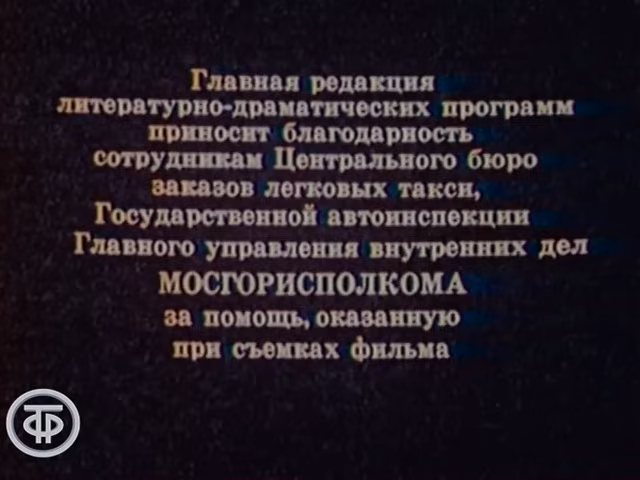 Главная редакция
литературно-драматических программ
приносит благодарность
сотрудникам Центрального бюро
заказов легковых такси,
Государственной автоинспекции
Главного управления внутренних дел
МОСГОРИСПОЛКОМА
за помощь, оказанную
при съемках фильма